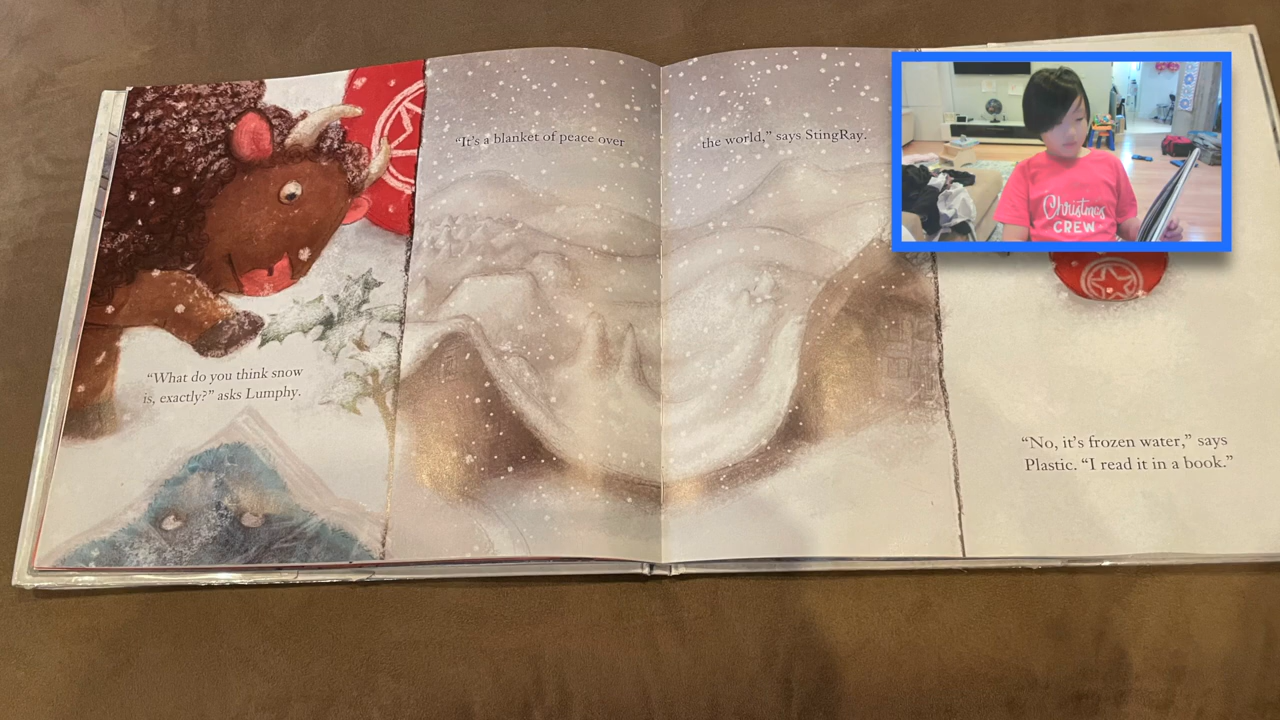 “What do you think snow
is, exactly?” asks Lumphy.
“It’s a blanket of peace over
the world,” says StingRay.
“No, it’s frozen water,” says
Plastic. “I read it in a book.”
Christmas
CREW